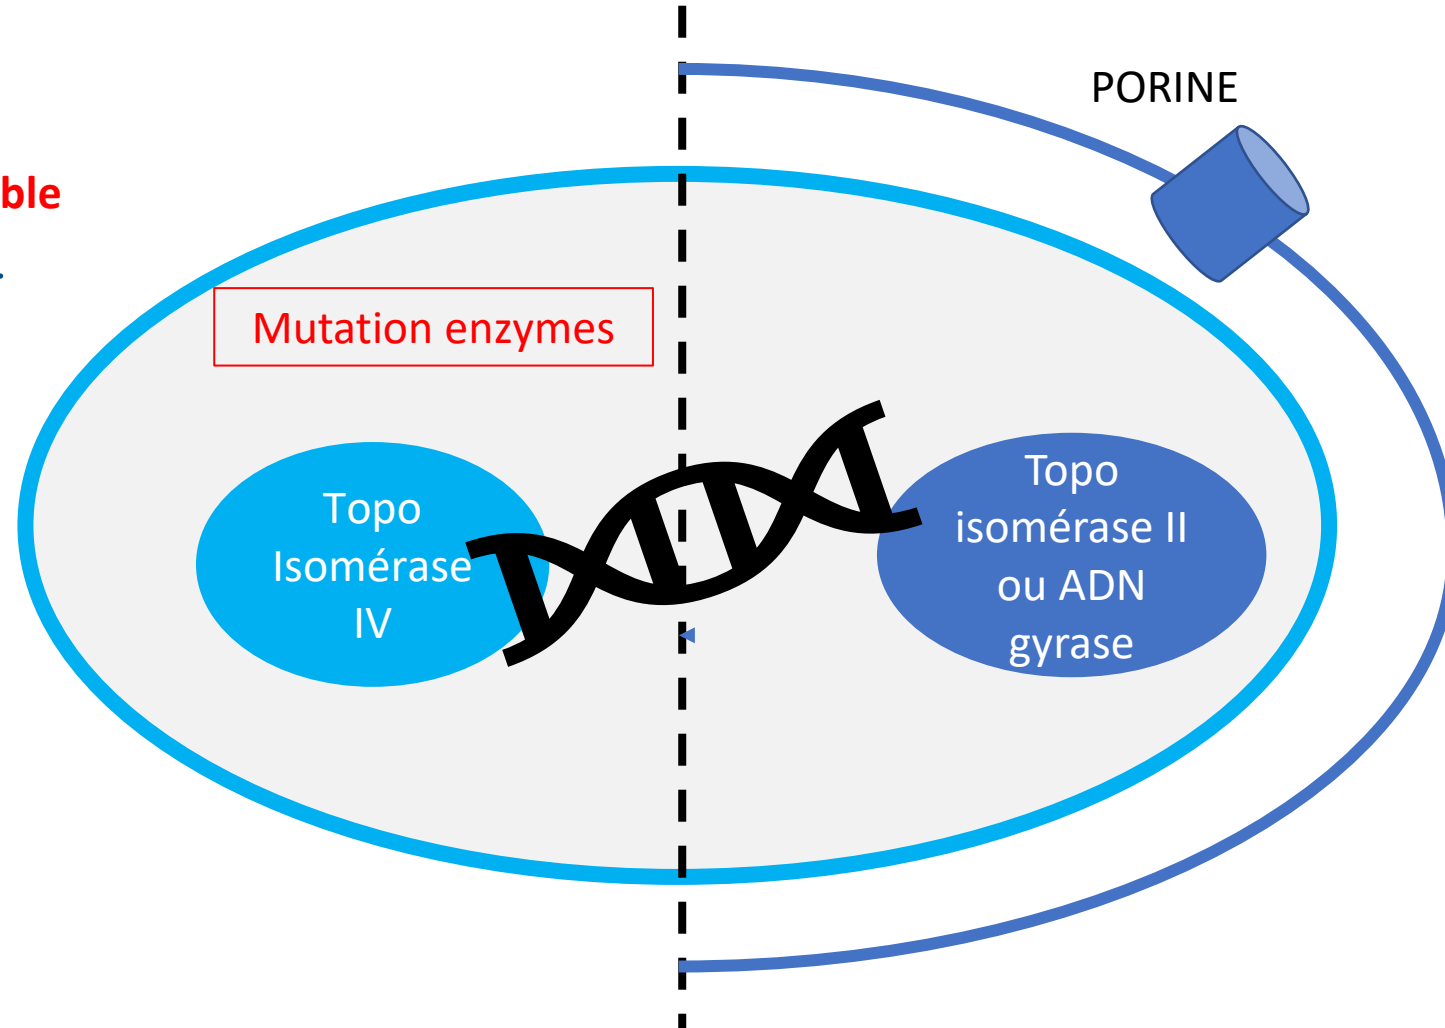 PORINE
ble
Mutation enzymes
Topo
Isomérase
IV
Topo
isomérase II
ou ADN
gyrase